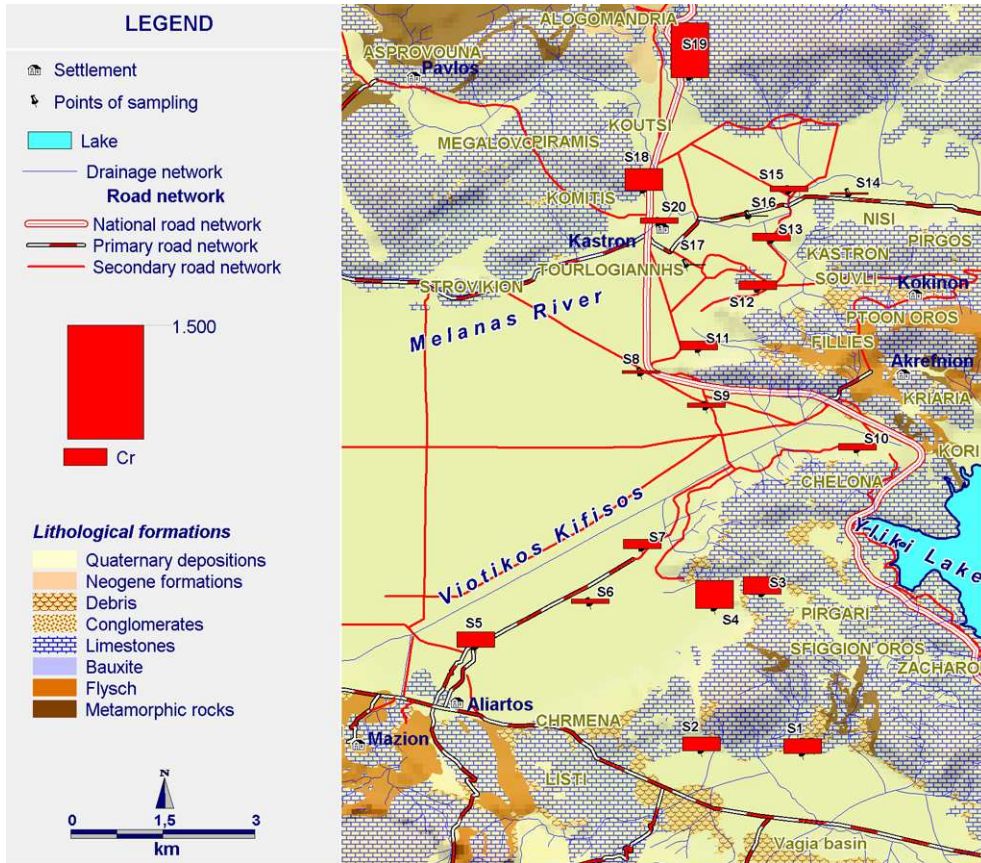 LEGEND
Settlement
Points of sampling
Lake
Drainage network
Road network
National road network
Primary road network
Secondary road network
1.500
Cr
Lithological formations
Quaternary depositions
Neogene formations
Debris
Conglomerates
Limestones
Bauxite
Flysch
Metamorphic rocks
N
0 1,5 3
km
ALOGOMANDRIA
S19
ASPROVOUNA
Pavlos
KOUTSI
MEGALOVO PIRAMIS
S18
S15
S14
KOMITIS
S20
S16
NISI
Kastron
S13
PIRGOS
S17
KASTRON
TOURLOGIANNHS
SOUVLI
STROVIKION
Kokinon
S12
Melanas River
PTOON OROS
S11
FILLIES
S8
Akrefnion
S9
KRIARIA
S10
KORI
CHELONA
Viotikos Kifisos
Yliki Lake
S7
S6
S3
S4
PIRGARI
S5
SFIGGION OROS
ZACHARO
Aliartos
CHRMENA
S2
S1
Mazion
LISTI
Vagia basin